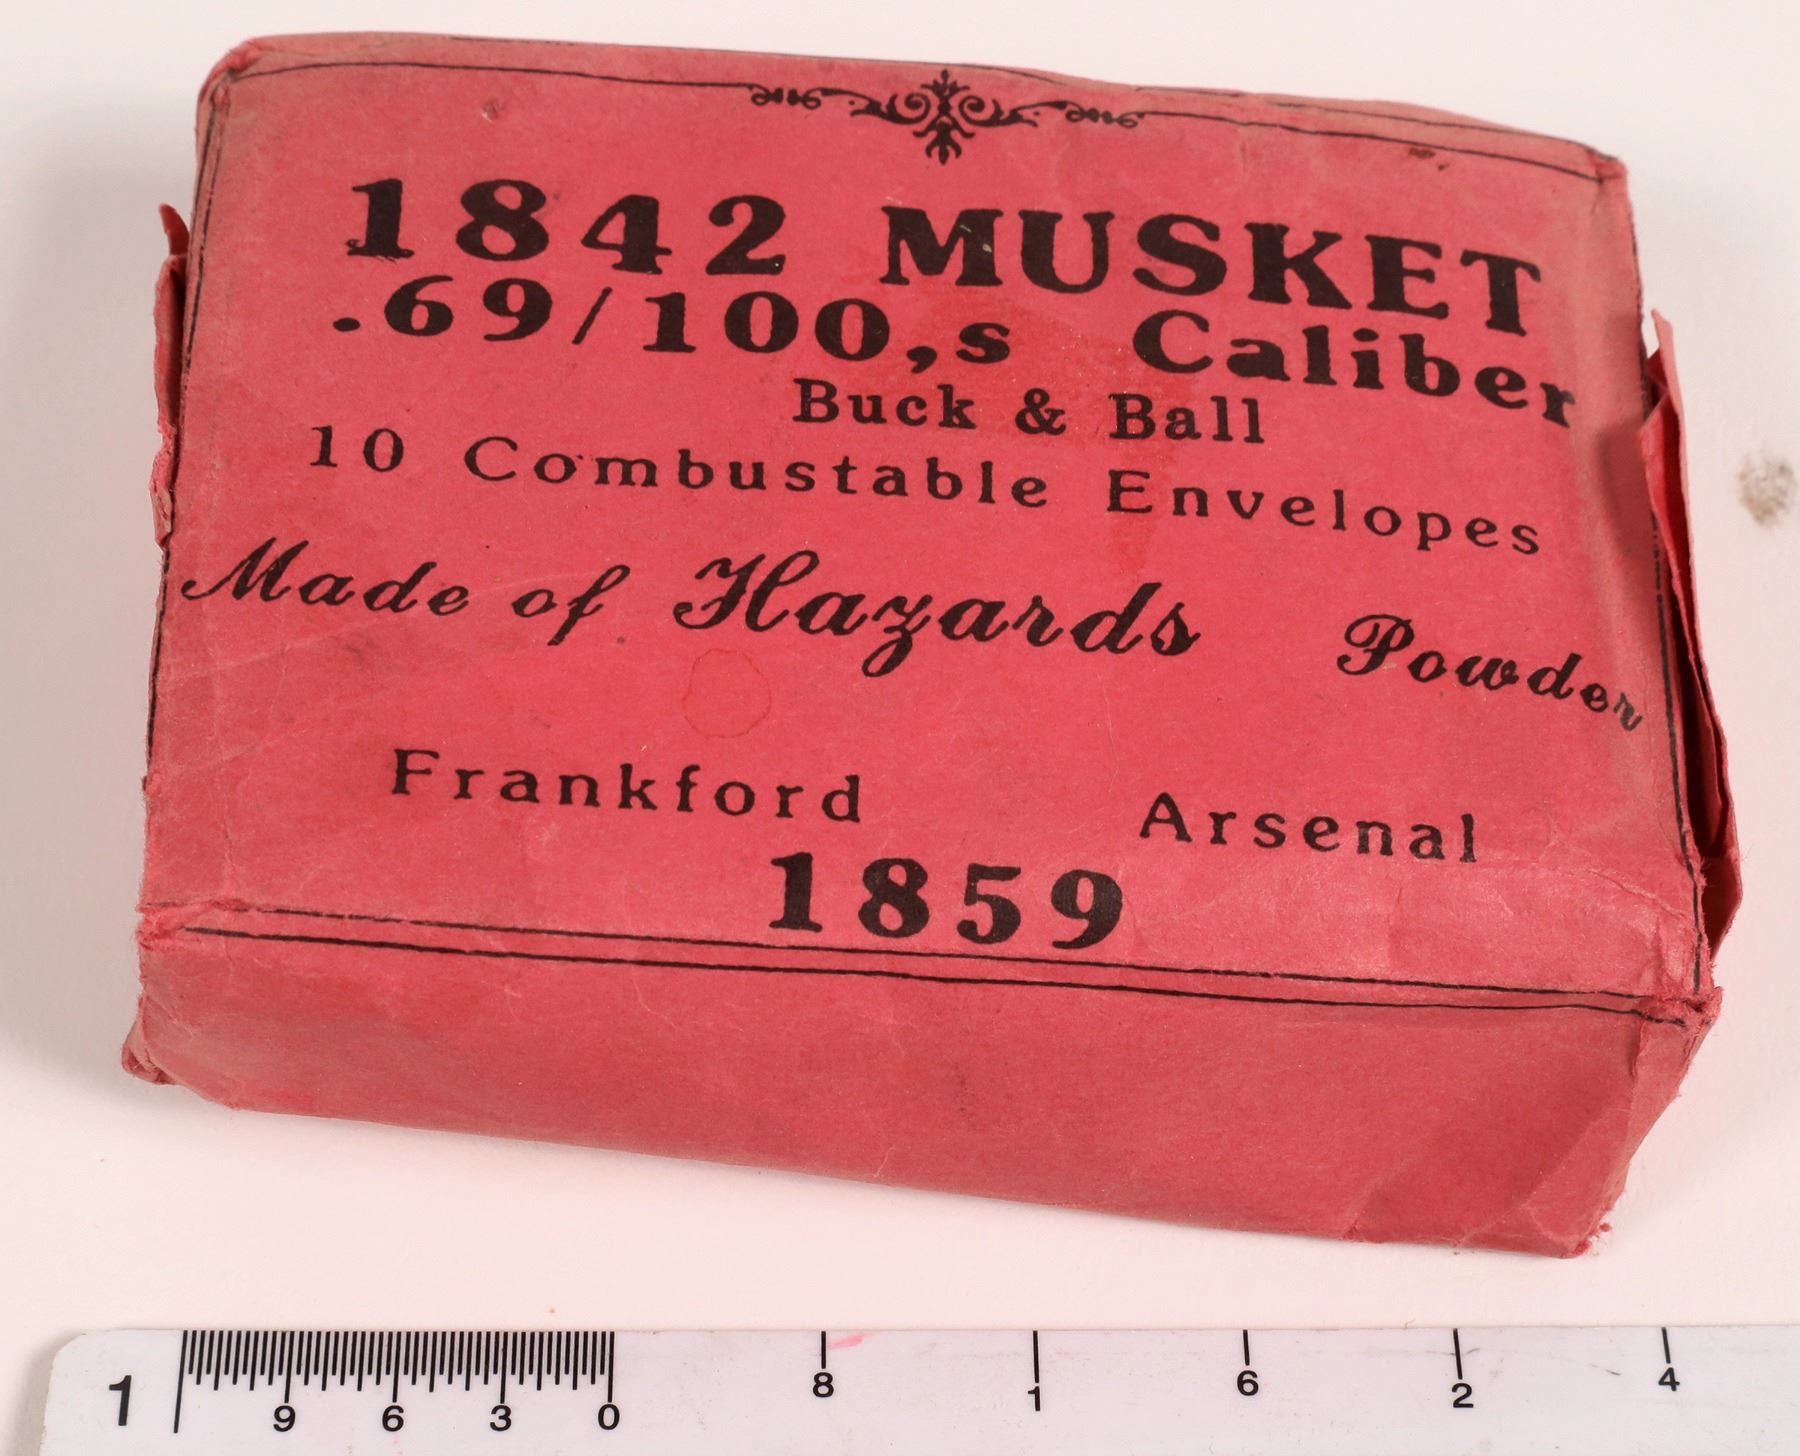 1842 MUSKET
.69/100,s Caliber
Buck & Ball
10 Combustable Envelopes
Made of Hazards Powder
Frankford Arsenal
1859
1 9 6 3 0 8 1 6 2 4